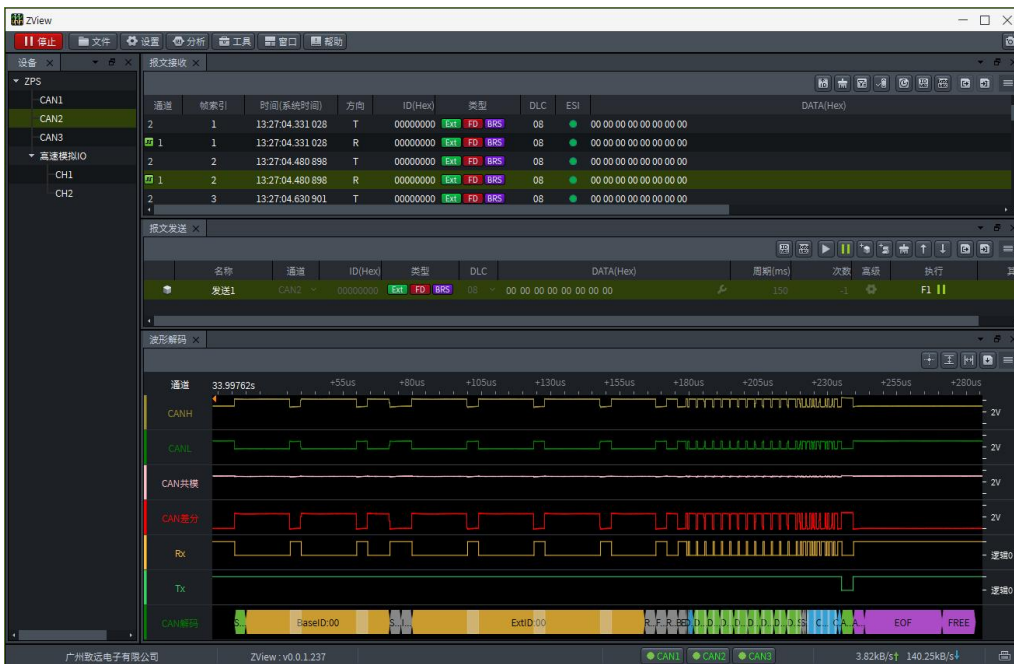 ZView
停止 文件 设置 分析 工具 窗口 帮助
设备
ZPS
CAN1
CAN2
CAN3
高速模拟IO
CH1
CH2
报文接收
通道 帧索引 时间(系统时间) 方向 ID(Hex) 类型 DLC ESI DATA(Hex)
2 1 13:27:04.331 028 T 00000000 Ext FD BRS 08 00 00 00 00 00 00 00 00
1 1 13:27:04.331 028 R 00000000 Ext FD BRS 08 00 00 00 00 00 00 00 00
2 2 13:27:04.480 898 T 00000000 Ext FD BRS 08 00 00 00 00 00 00 00 00
1 2 13:27:04.480 898 R 00000000 Ext FD BRS 08 00 00 00 00 00 00 00 00
2 3 13:27:04.630 901 T 00000000 Ext FD BRS 08 00 00 00 00 00 00 00 00
报文发送
名称 通道 ID(Hex) 类型 DLC DATA(Hex) 周期(ms) 次数 高级 执行
发送1 CAN2 00000000 Ext FD BRS 08 00 00 00 00 00 00 00 00 150 -1 F1
波形解码
通道 33.99762s +55us +80us +105us +130us +155us +180us +205us +230us +255us +280us
CANH 2V
CANL 2V
CAN共模 2V
CAN差分 2V
Rx 逻辑0
Tx 逻辑0
CAN解码 S... BaseID:00 S... I... ExtID:00 EOF FREE
广州致远电子有限公司 ZView : v0.0.1.237 CAN1 CAN2 CAN3 3.82kB/s↑ 140.25kB/s↓